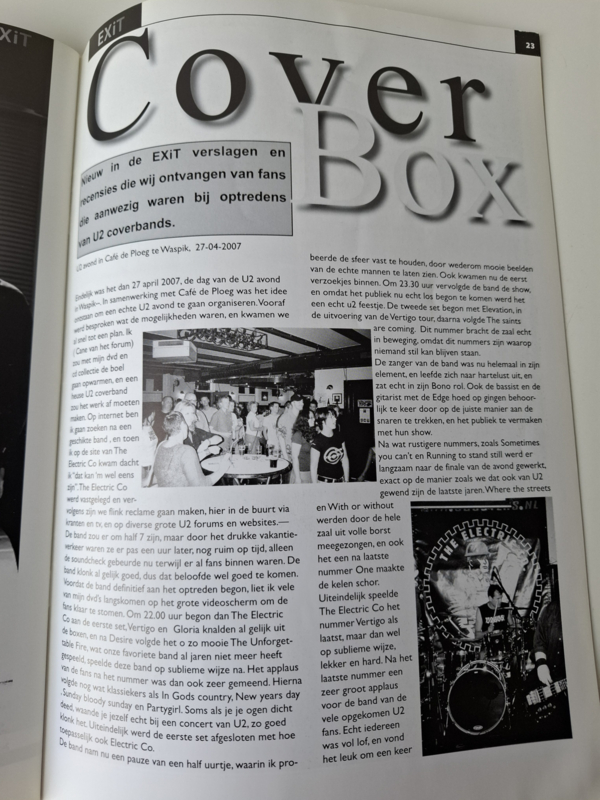 XiT
EXiT
23
Cover
Box
Nieuw in de EXiT verslagen en
recensies die wij ontvangen van fans
die aanwezig waren bij optredens
van U2 coverbands.
U2 avond in Café de Ploeg te Waspik, 27-04-2007
Eindelijk was het dan 27 april 2007, de dag van de U2 avond
in Waspik—. In samenwerking met Café de Ploeg was het idee
ontstaan om een echte U2 avond te gaan organiseren. Vooraf
werd besproken wat de mogelijkheden waren, en kwamen we
al snel tot een plan. Ik
( Cane van het forum)
zou met mijn dvd en
cd collectie de boel
gaan opwarmen, en een
heuse U2 coverband
zou het werk af moeten
maken. Op internet ben
ik gaan zoeken na een
geschikte band , en toen
ik op de site van The
Electric Co kwam dacht
ik "dat kan 'm wel eens
zijn". The Electric Co
werd vastgelegd en ver-
volgens zijn we flink reclame gaan maken, hier in de buurt via
kranten en tv, en op diverse grote U2 forums en websites.—
De band zou er om half 7 zijn, maar door het drukke vakantie-
verkeer waren ze er pas een uur later, nog ruim op tijd, alleen
de soundcheck gebeurde nu terwijl er al fans binnen waren. De
band klonk al gelijk goed, dus dat beloofde wel goed te komen.
Voordat de band definitief aan het optreden begon, liet ik vele
van mijn dvd's langskomen op het grote videoscherm om de
fans klaar te stomen. Om 22.00 uur begon dan The Electric
Co aan de eerste set, Vertigo en Gloria knalden al gelijk uit
de boxen, en na Desire volgde het o zo mooie The Unforget-
table Fire, wat onze favoriete band al jaren niet meer heeft
gespeeld, speelde deze band op sublieme wijze na. Het applaus
van de fans na het nummer was dan ook zeer gemeend. Hierna
volgde nog wat klassiekers als In Gods country, New years day
, Sunday bloody sunday en Partygirl. Soms als je je ogen dicht
deed, waande je jezelf echt bij een concert van U2, zo goed
klonk het. Uiteindelijk werd de eerste set afgesloten met hoe
toepasselijk ook Electric Co.
De band nam nu een pauze van een half uurtje, waarin ik pro-
beerde de sfeer vast te houden, door wederom mooie beelden
van de echte mannen te laten zien. Ook kwamen nu de eerst
verzoekjes binnen. Om 23.30 uur vervolgde de band de show,
en omdat het publiek nu echt los begon te komen werd het
een echt u2 feestje. De tweede set begon met Elevation, in
de uitvoering van de Vertigo tour, daarna volgde The saints
are coming. Dit nummer bracht de zaal echt
in beweging, omdat dit nummers zijn waarop
niemand stil kan blijven staan.
De zanger van de band was nu helemaal in zijn
element, en leefde zich naar hartelust uit, en
zat echt in zijn Bono rol. Ook de bassist en de
gitarist met de Edge hoed op gingen behoor-
lijk te keer door op de juiste manier aan de
snaren te trekken, en het publiek te vermaken
met hun show.
Na wat rustigere nummers, zoals Sometimes
you can't en Running to stand still werd er
langzaam naar de finale van de avond gewerkt,
exact op de manier zoals we dat ook van U2
gewend zijn de laatste jaren. Where the streets
en With or without
werden door de hele
zaal uit volle borst
meegezongen, en ook
het een na laatste
nummer One maakte
de kelen schor.
Uiteindelijk speelde
The Electric Co het
nummer Vertigo als
laatst, maar dan wel
op sublieme wijze,
lekker en hard. Na het
laatste nummer een
zeer groot applaus
voor de band van de
vele opgekomen U2
fans. Echt iedereen
was vol lof, en vond
het leuk om een keer
THE ELECTRIC